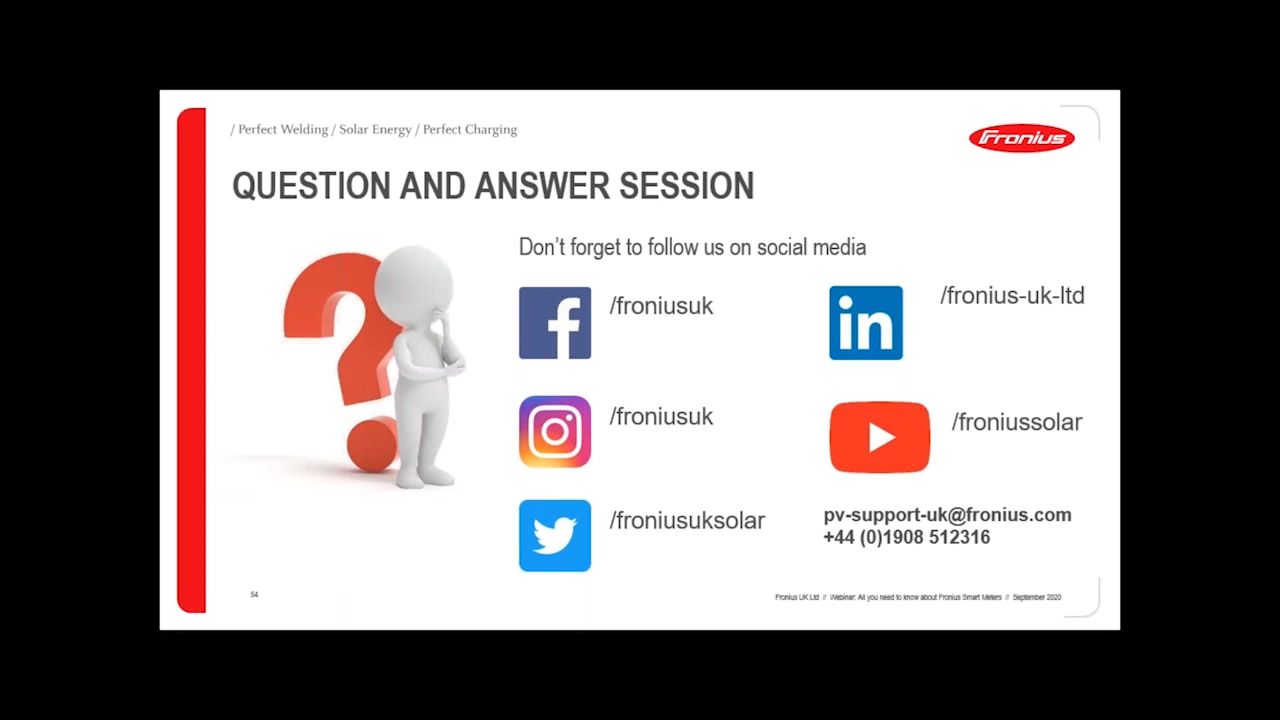 / Perfect Welding / Solar Energy / Perfect Charging
Fronius
QUESTION AND ANSWER SESSION
Don’t forget to follow us on social media
/froniusuk
in
/fronius-uk-ltd
/froniusuk
/froniussolar
/froniusuksolar
pv-support-uk@fronius.com
+44 (0)1908 512316
54
Fronius UK Ltd // Webinar: All you need to know about Fronius Smart Meters // September 2020